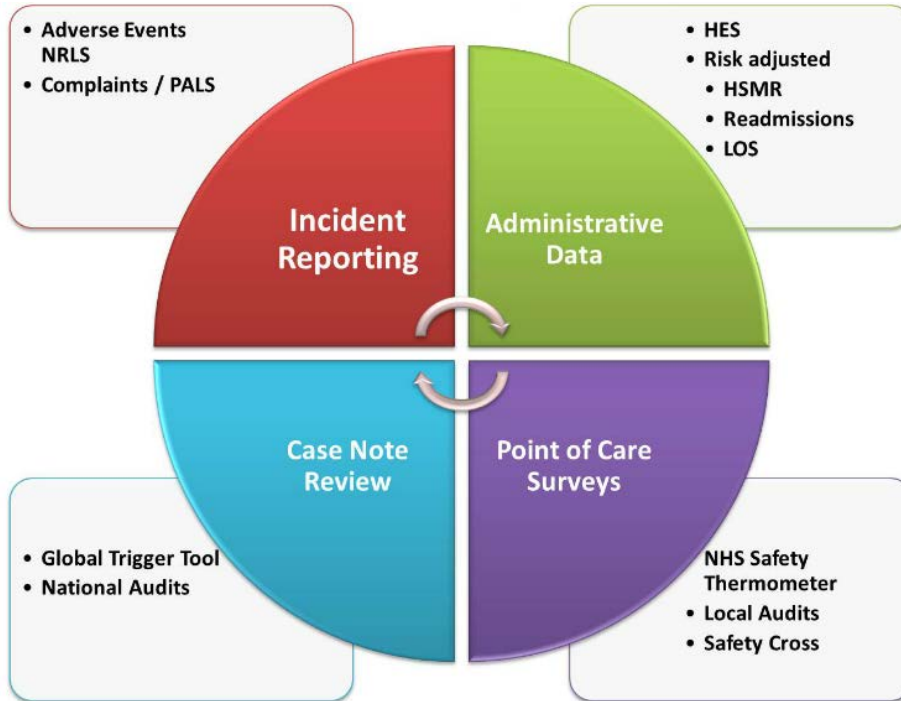 • Adverse Events
NRLS
• Complaints / PALS
• HES
• Risk adjusted
• HSMR
• Readmissions
• LOS
Incident
Reporting
Administrative
Data
Case Note
Review
Point of Care
Surveys
• Global Trigger Tool
• National Audits
NHS Safety
Thermometer
• Local Audits
• Safety Cross